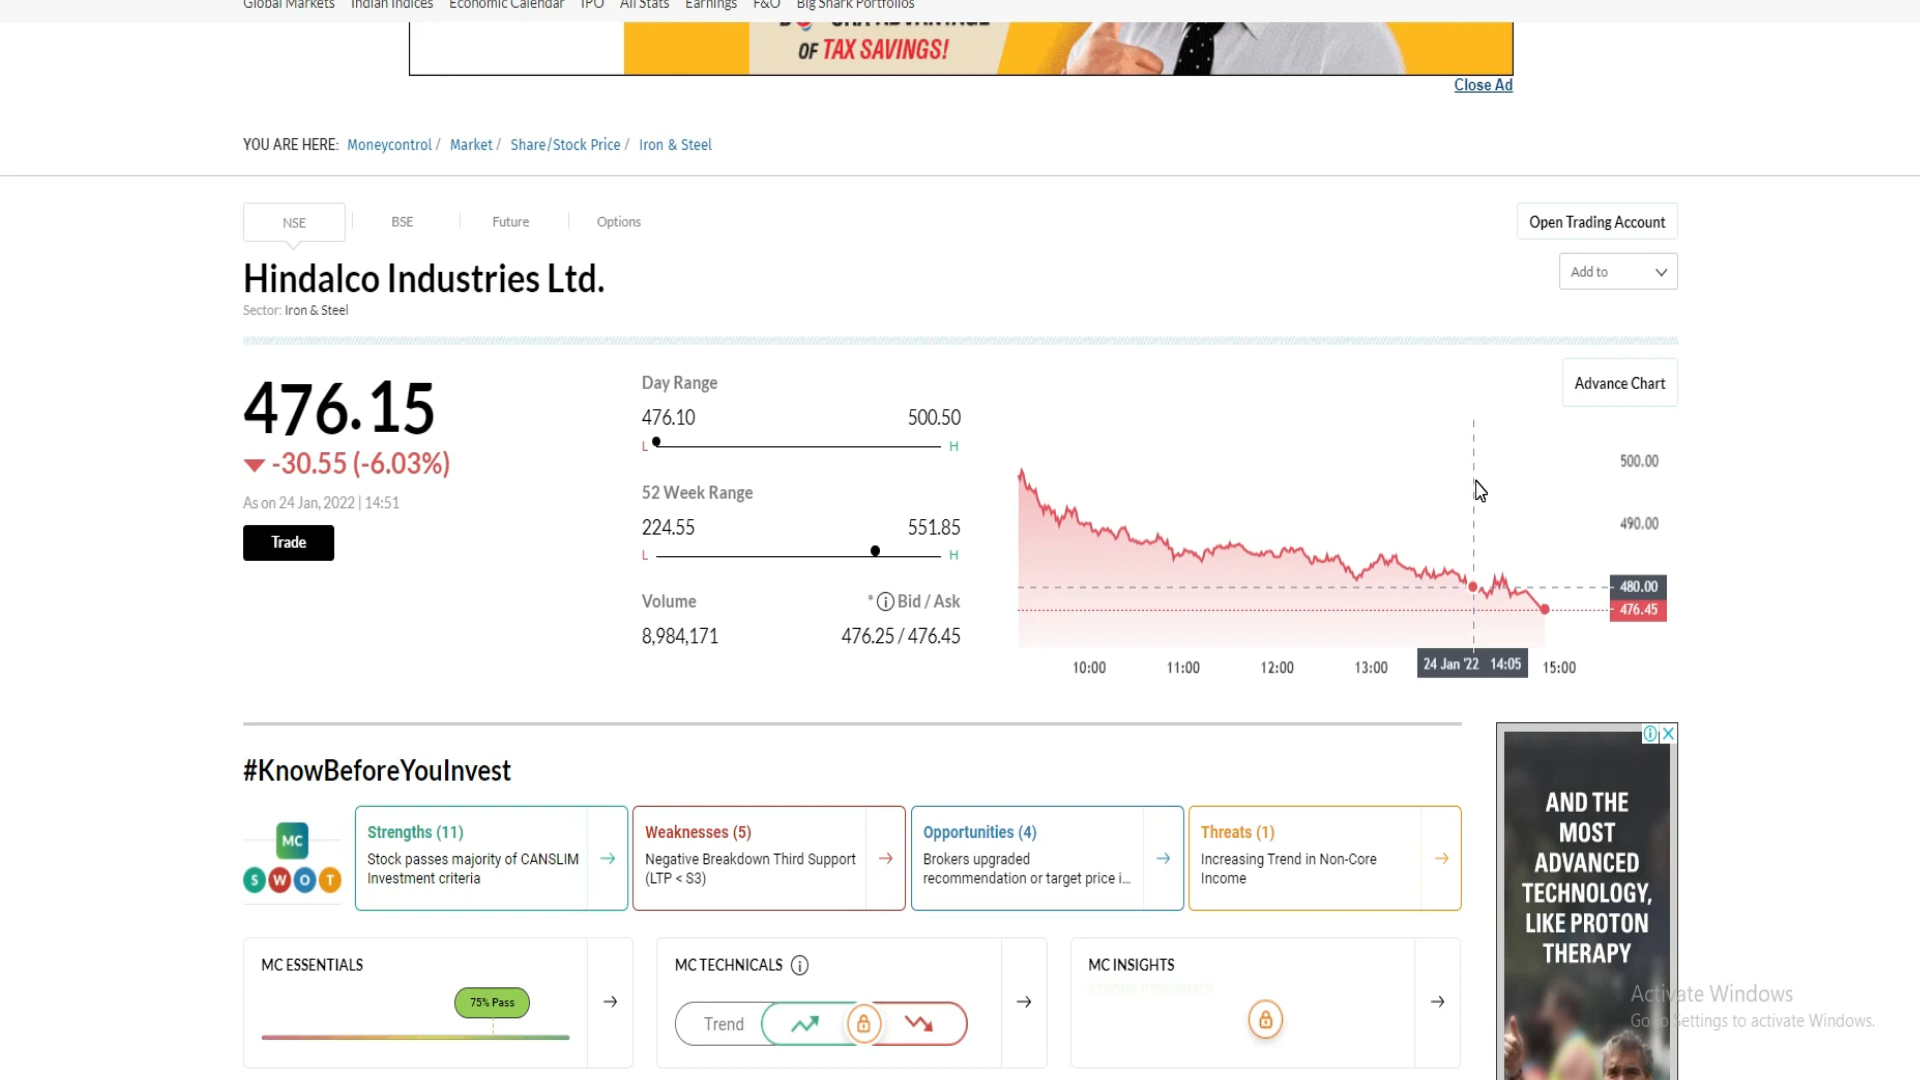 Global Markets Indian Indices Economic Calendar IPO All Stats Earnings F&O Big Shark Portfolios
OF TAX SAVINGS!
Close Ad
YOU ARE HERE: Moneycontrol / Market / Share/Stock Price / Iron & Steel
NSE BSE Future Options
Open Trading Account
Hindalco Industries Ltd.
Add to
Sector: Iron & Steel
476.15
-30.55 (-6.03%)
As on 24 Jan, 2022 | 14:51
Trade
Day Range
476.10 500.50
L H
52 Week Range
224.55 551.85
L H
Volume * Bid / Ask
8,984,171 476.25 / 476.45
Advance Chart
500.00
490.00
480.00
476.45
10:00 11:00 12:00 13:00 24 Jan '22 14:05 15:00
#KnowBeforeYouInvest
MC
S W O T
Strengths (11)
Stock passes majority of CANSLIM
Investment criteria
Weaknesses (5)
Negative Breakdown Third Support
(LTP < S3)
Opportunities (4)
Brokers upgraded
recommendation or target price i...
Threats (1)
Increasing Trend in Non-Core
Income
MC ESSENTIALS
75% Pass
MC TECHNICALS
Trend
MC INSIGHTS
AND THE
MOST
ADVANCED
TECHNOLOGY,
LIKE PROTON
THERAPY
Activate Windows
Go to Settings to activate Windows.